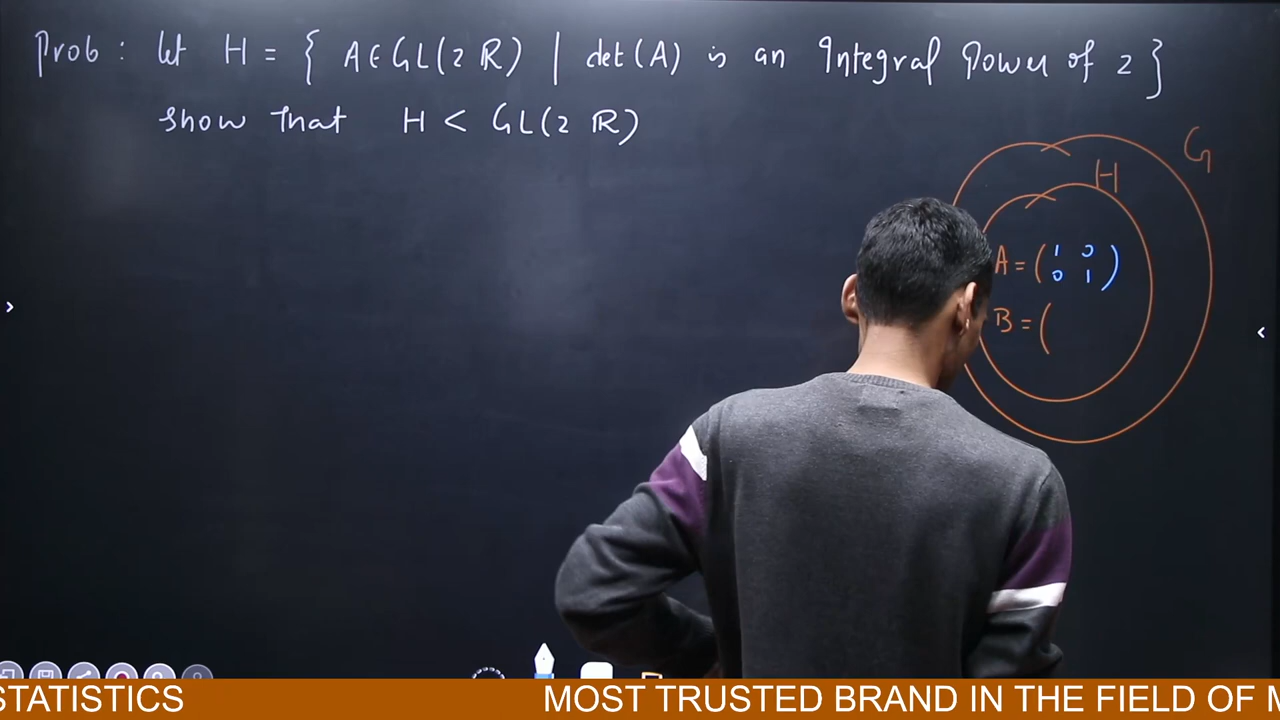 Prob : let H = { A ∈ GL(2 ℝ) | det(A) is an Integral Power of 2 }
show that H < GL(2 ℝ)
G
H
A = ( 1 0
0 1 )
B = (
STATISTICS MOST TRUSTED BRAND IN THE FIELD OF M